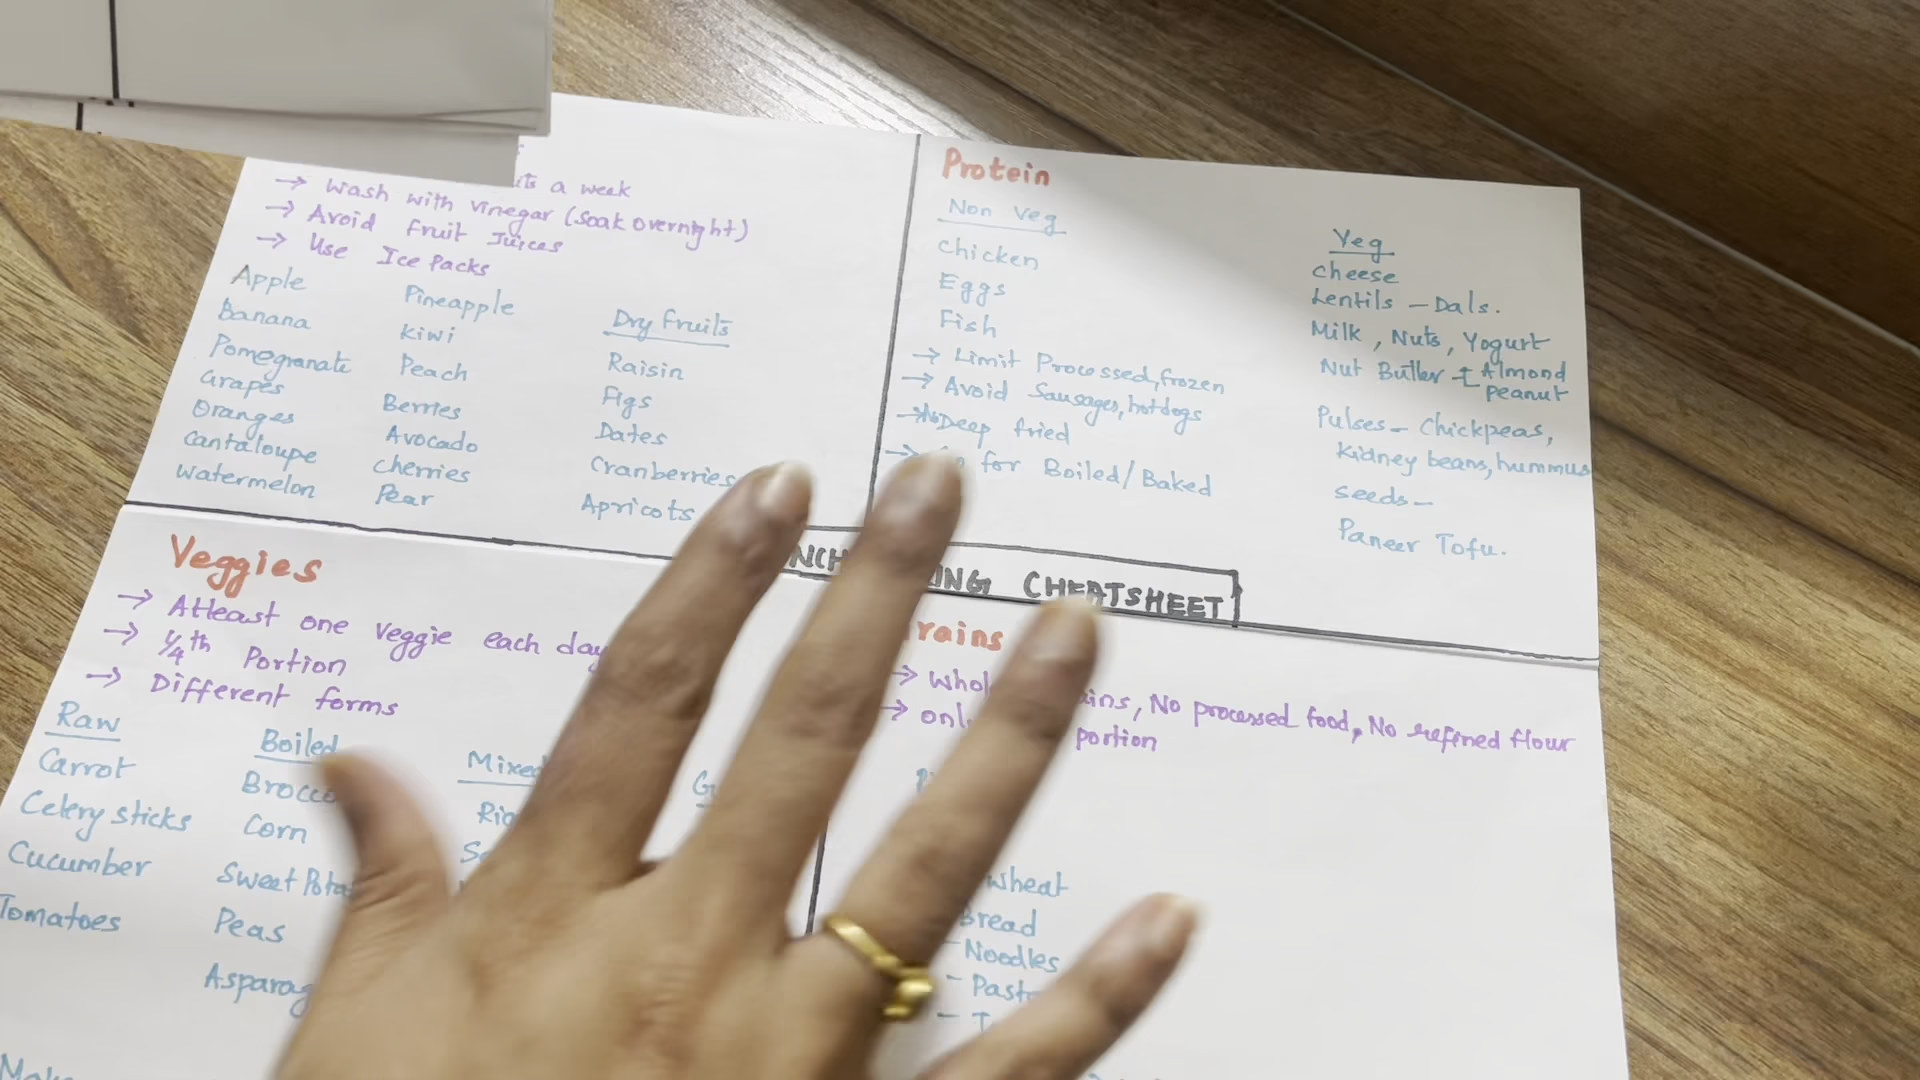 a week
→ Wash with vinegar (Soak overnight)
→ Avoid fruit Juices
→ Use Ice Packs
Apple
Banana
Pomegranate
Grapes
Oranges
Cantaloupe
Watermelon
Pineapple
Kiwi
Peach
Berries
Avocado
Cherries
Pear
Dry fruits
Raisin
Figs
Dates
Cranberries
Apricots
Protein
Non Veg
Chicken
Eggs
Fish
→ Limit Processed, frozen
→ Avoid Sausages, hotdogs
→ No Deep fried
→ for Boiled/Baked
Veg
Cheese
Lentils - Dals.
Milk, Nuts, Yogurt
Nut Butter - Almond
peanut
Pulses - Chickpeas,
Kidney beans, hummus
Seeds -
Paneer Tofu.
CHEATSHEET
Veggies
→ Atleast one Veggie each day
→ 1/4th Portion
→ Different forms
Raw
Carrot
Celery sticks
Cucumber
Tomatoes
Boiled
Corn
Sweet
Peas
Mixed
→ No processed food, No refined flour
→ portion
wheat
Bread
- Noodles